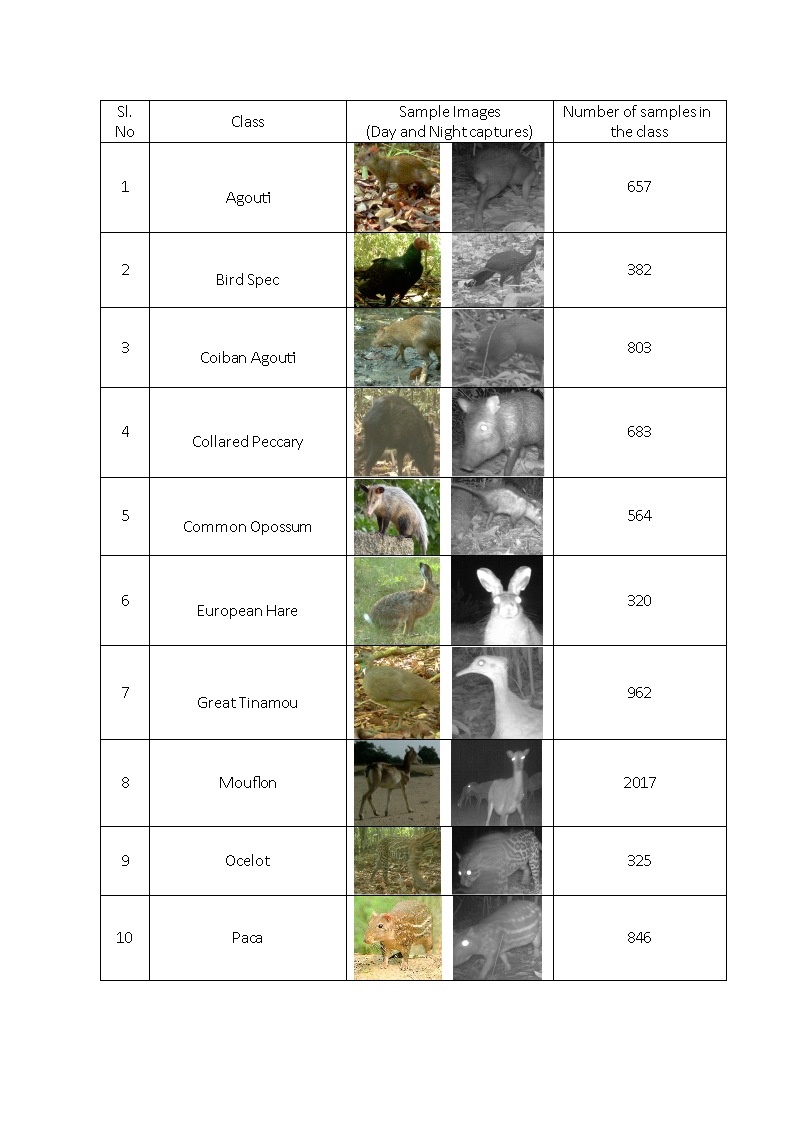 Sl. No Class Sample Images (Day and Night captures) Number of samples in the class
1 Agouti 657
2 Bird Spec 382
3 Coiban Agouti 803
4 Collared Peccary 683
5 Common Opossum 564
6 European Hare 320
7 Great Tinamou 962
8 Mouflon 2017
9 Ocelot 325
10 Paca 846